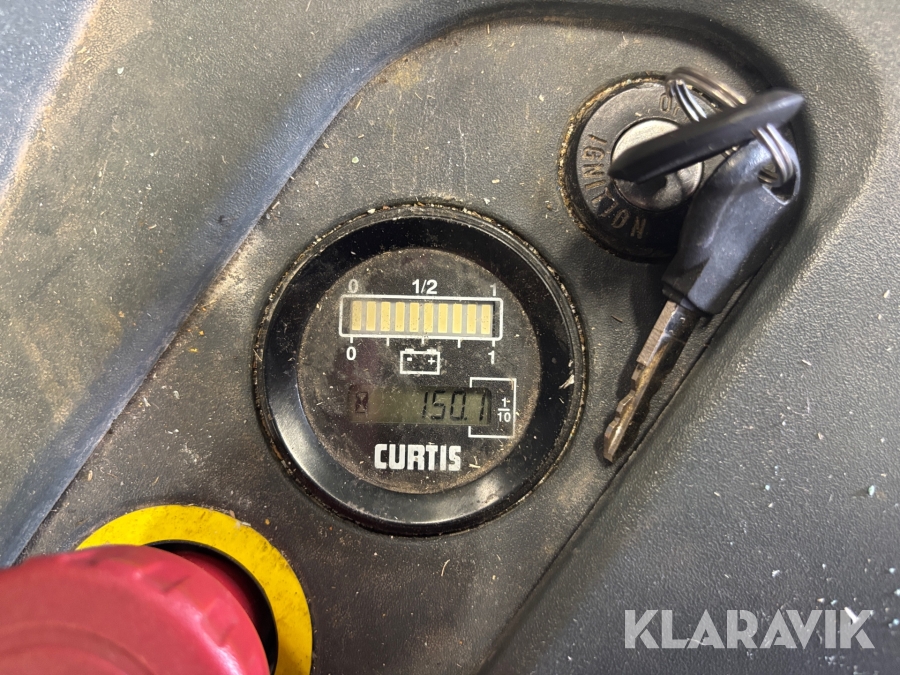 IGNITION
0 1/2 1
0 1
- +
150.1
1/10
CURTIS
KLARAVIK